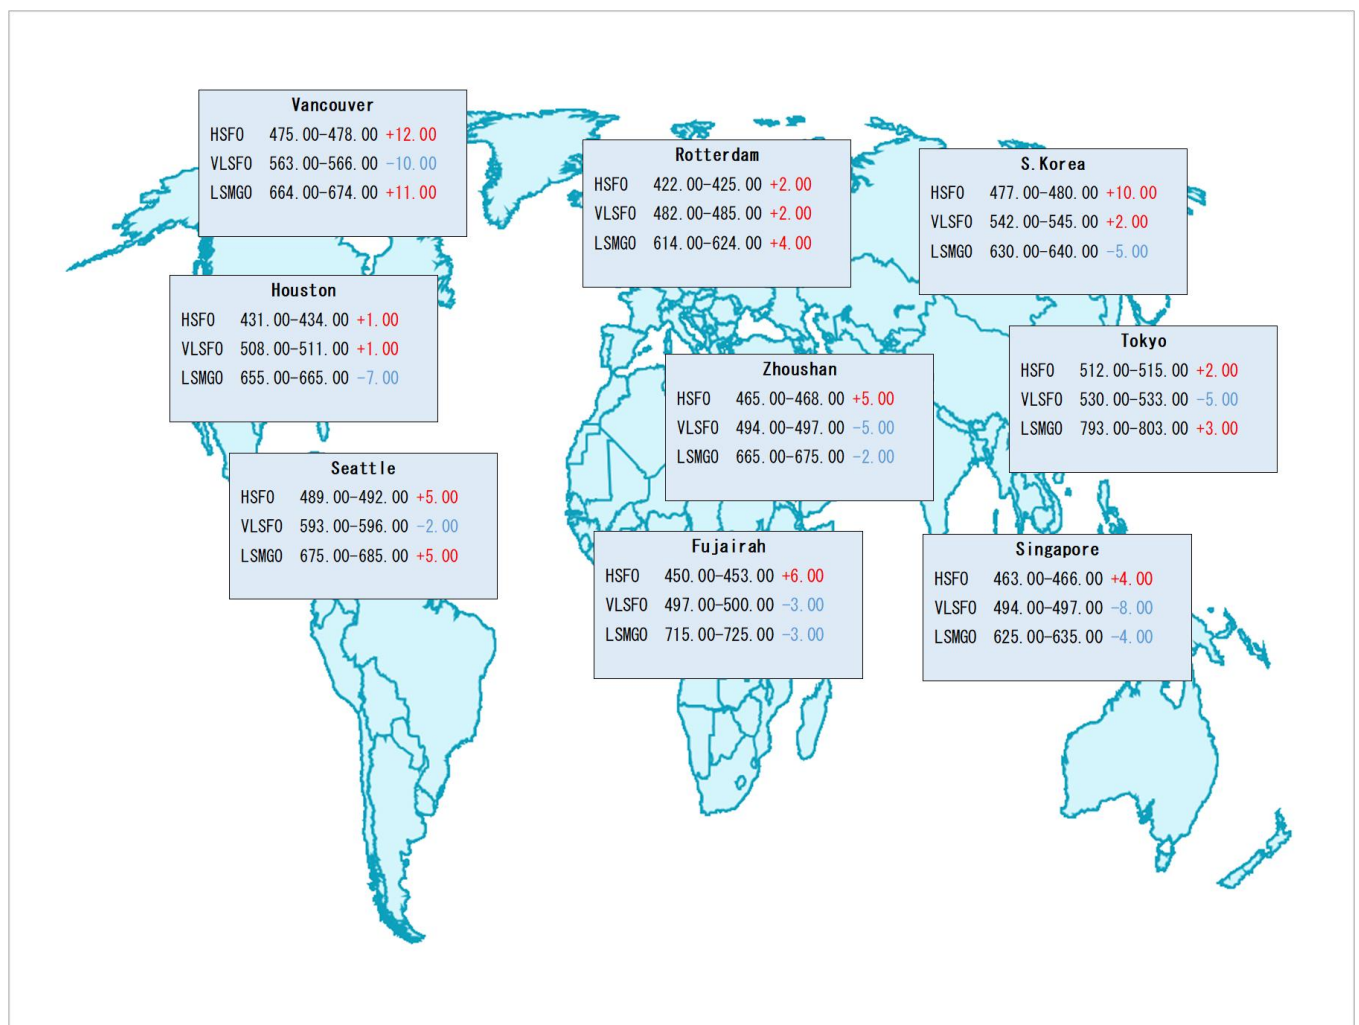 Vancouver
HSFO 475.00-478.00 +12.00
VLSFO 563.00-566.00 -10.00
LSMGO 664.00-674.00 +11.00
Rotterdam
HSFO 422.00-425.00 +2.00
VLSFO 482.00-485.00 +2.00
LSMGO 614.00-624.00 +4.00
S.Korea
HSFO 477.00-480.00 +10.00
VLSFO 542.00-545.00 +2.00
LSMGO 630.00-640.00 -5.00
Houston
HSFO 431.00-434.00 +1.00
VLSFO 508.00-511.00 +1.00
LSMGO 655.00-665.00 -7.00
Zhoushan
HSFO 465.00-468.00 +5.00
VLSFO 494.00-497.00 -5.00
LSMGO 665.00-675.00 -2.00
Tokyo
HSFO 512.00-515.00 +2.00
VLSFO 530.00-533.00 -5.00
LSMGO 793.00-803.00 +3.00
Seattle
HSFO 489.00-492.00 +5.00
VLSFO 593.00-596.00 -2.00
LSMGO 675.00-685.00 +5.00
Fujairah
HSFO 450.00-453.00 +6.00
VLSFO 497.00-500.00 -3.00
LSMGO 715.00-725.00 -3.00
Singapore
HSFO 463.00-466.00 +4.00
VLSFO 494.00-497.00 -8.00
LSMGO 625.00-635.00 -4.00